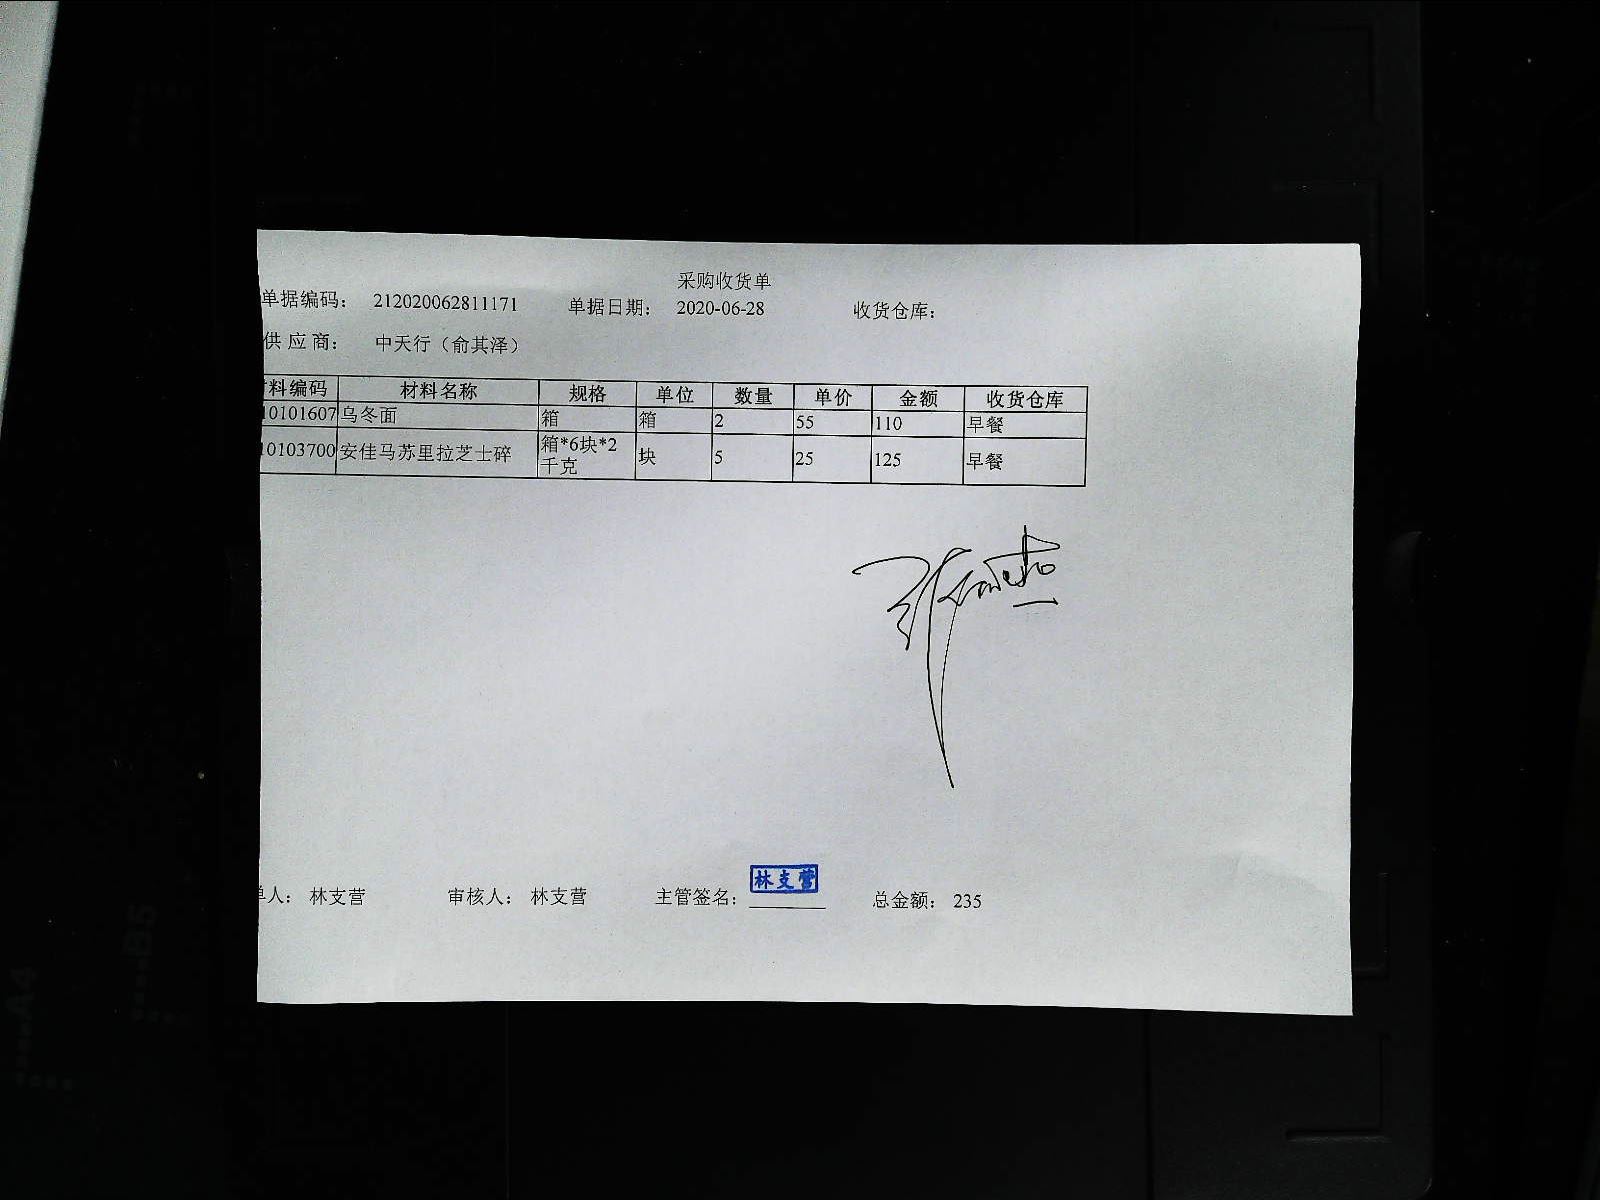 采购收货单
单据编码： 212020062811171 单据日期： 2020-06-28 收货仓库：
供 应 商： 中天行（俞其泽）
料编码 材料名称 规格 单位 数量 单价 金额 收货仓库
10101607 乌冬面 箱 箱 2 55 110 早餐
10103700 安佳马苏里拉芝士碎 箱*6块*2千克 块 5 25 125 早餐
单人： 林支营 审核人： 林支营 主管签名： 林支营 总金额： 235
A4
B5